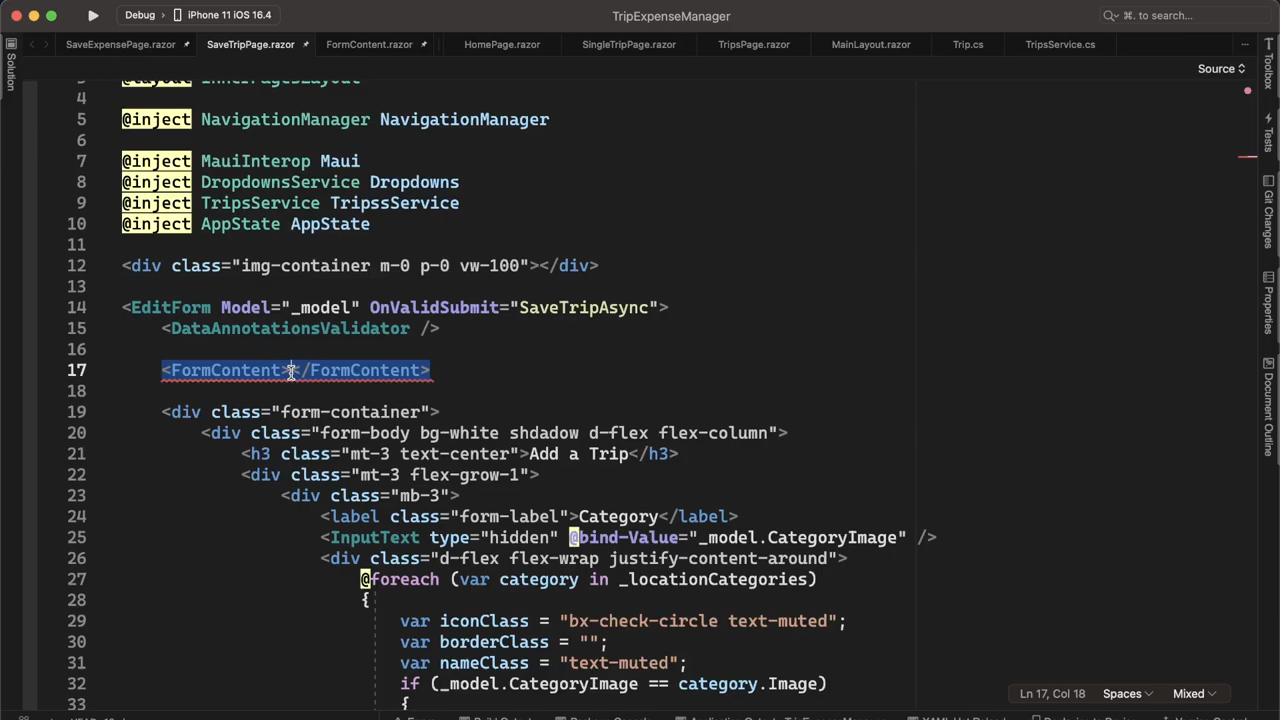 Debug 〉 iPhone 11 iOS 16.4
TripExpenseManager
⌘. to search...
SaveExpensePage.razor
SaveTripPage.razor
FormContent.razor
HomePage.razor
SingleTripPage.razor
TripsPage.razor
MainLayout.razor
Trip.cs
TripsService.cs
Solution
Source
Toolbox
Tests
Git Changes
Properties
Document Outline
4
5 @inject NavigationManager NavigationManager
6
7 @inject MauiInterop Maui
8 @inject DropdownsService Dropdowns
9 @inject TripsService TripssService
10 @inject AppState AppState
11
12 <div class="img-container m-0 p-0 vw-100"></div>
13
14 <EditForm Model="_model" OnValidSubmit="SaveTripAsync">
15 <DataAnnotationsValidator />
16
17 <FormContent></FormContent>
18
19 <div class="form-container">
20 <div class="form-body bg-white shdadow d-flex flex-column">
21 <h3 class="mt-3 text-center">Add a Trip</h3>
22 <div class="mt-3 flex-grow-1">
23 <div class="mb-3">
24 <label class="form-label">Category</label>
25 <InputText type="hidden" @bind-Value="_model.CategoryImage" />
26 <div class="d-flex flex-wrap justify-content-around">
27 @foreach (var category in _locationCategories)
28 {
29 var iconClass = "bx-check-circle text-muted";
30 var borderClass = "";
31 var nameClass = "text-muted";
32 if (_model.CategoryImage == category.Image)
33 {
Ln 17, Col 18 Spaces Mixed